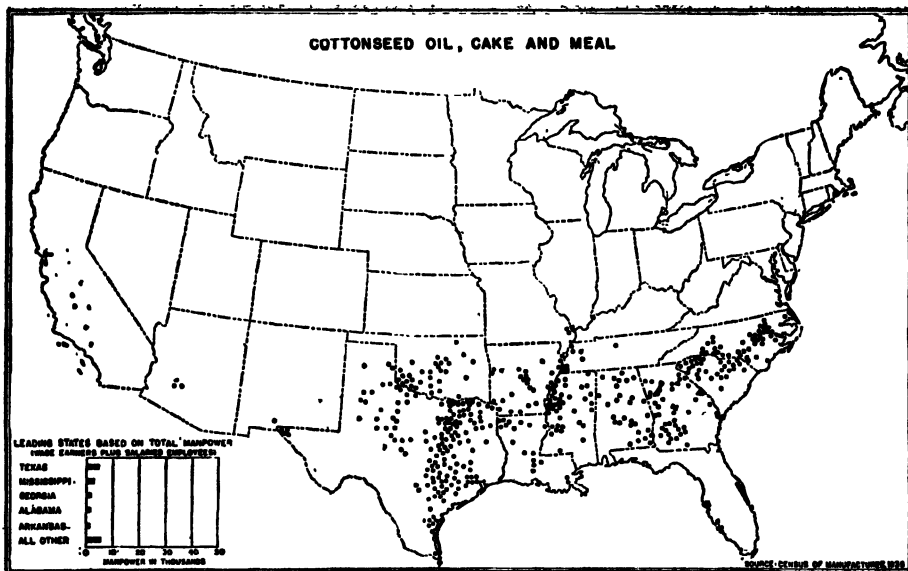 COTTONSEED OIL, CAKE AND MEAL
LEADING STATES BASED ON TOTAL MANPOWER
(WAGE EARNERS PLUS SALARIED EMPLOYEES)
TEXAS
MISSISSIPPI
GEORGIA
ALABAMA
ARKANSAS
ALL OTHER
0 10 20 30 40 50
MANPOWER IN THOUSANDS
SOURCE: CENSUS OF MANUFACTURES,